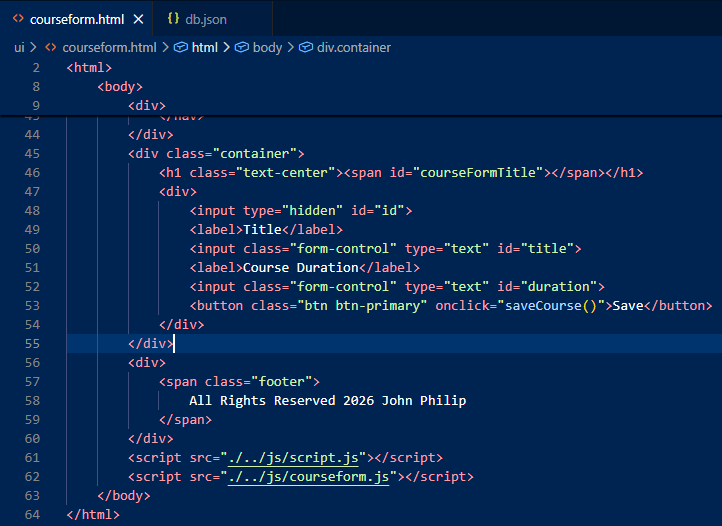 courseform.html
db.json
ui > courseform.html > html > body > div.container
2 <html>
8 <body>
9 <div>
43 </nav>
44 </div>
45 <div class="container">
46 <h1 class="text-center"><span id="courseFormTitle"></span></h1>
47 <div>
48 <input type="hidden" id="id">
49 <label>Title</label>
50 <input class="form-control" type="text" id="title">
51 <label>Course Duration</label>
52 <input class="form-control" type="text" id="duration">
53 <button class="btn btn-primary" onclick="saveCourse()">Save</button>
54 </div>
55 </div>
56 <div>
57 <span class="footer">
58 All Rights Reserved 2026 John Philip
59 </span>
60 </div>
61 <script src="./../js/script.js"></script>
62 <script src="./../js/courseform.js"></script>
63 </body>
64 </html>